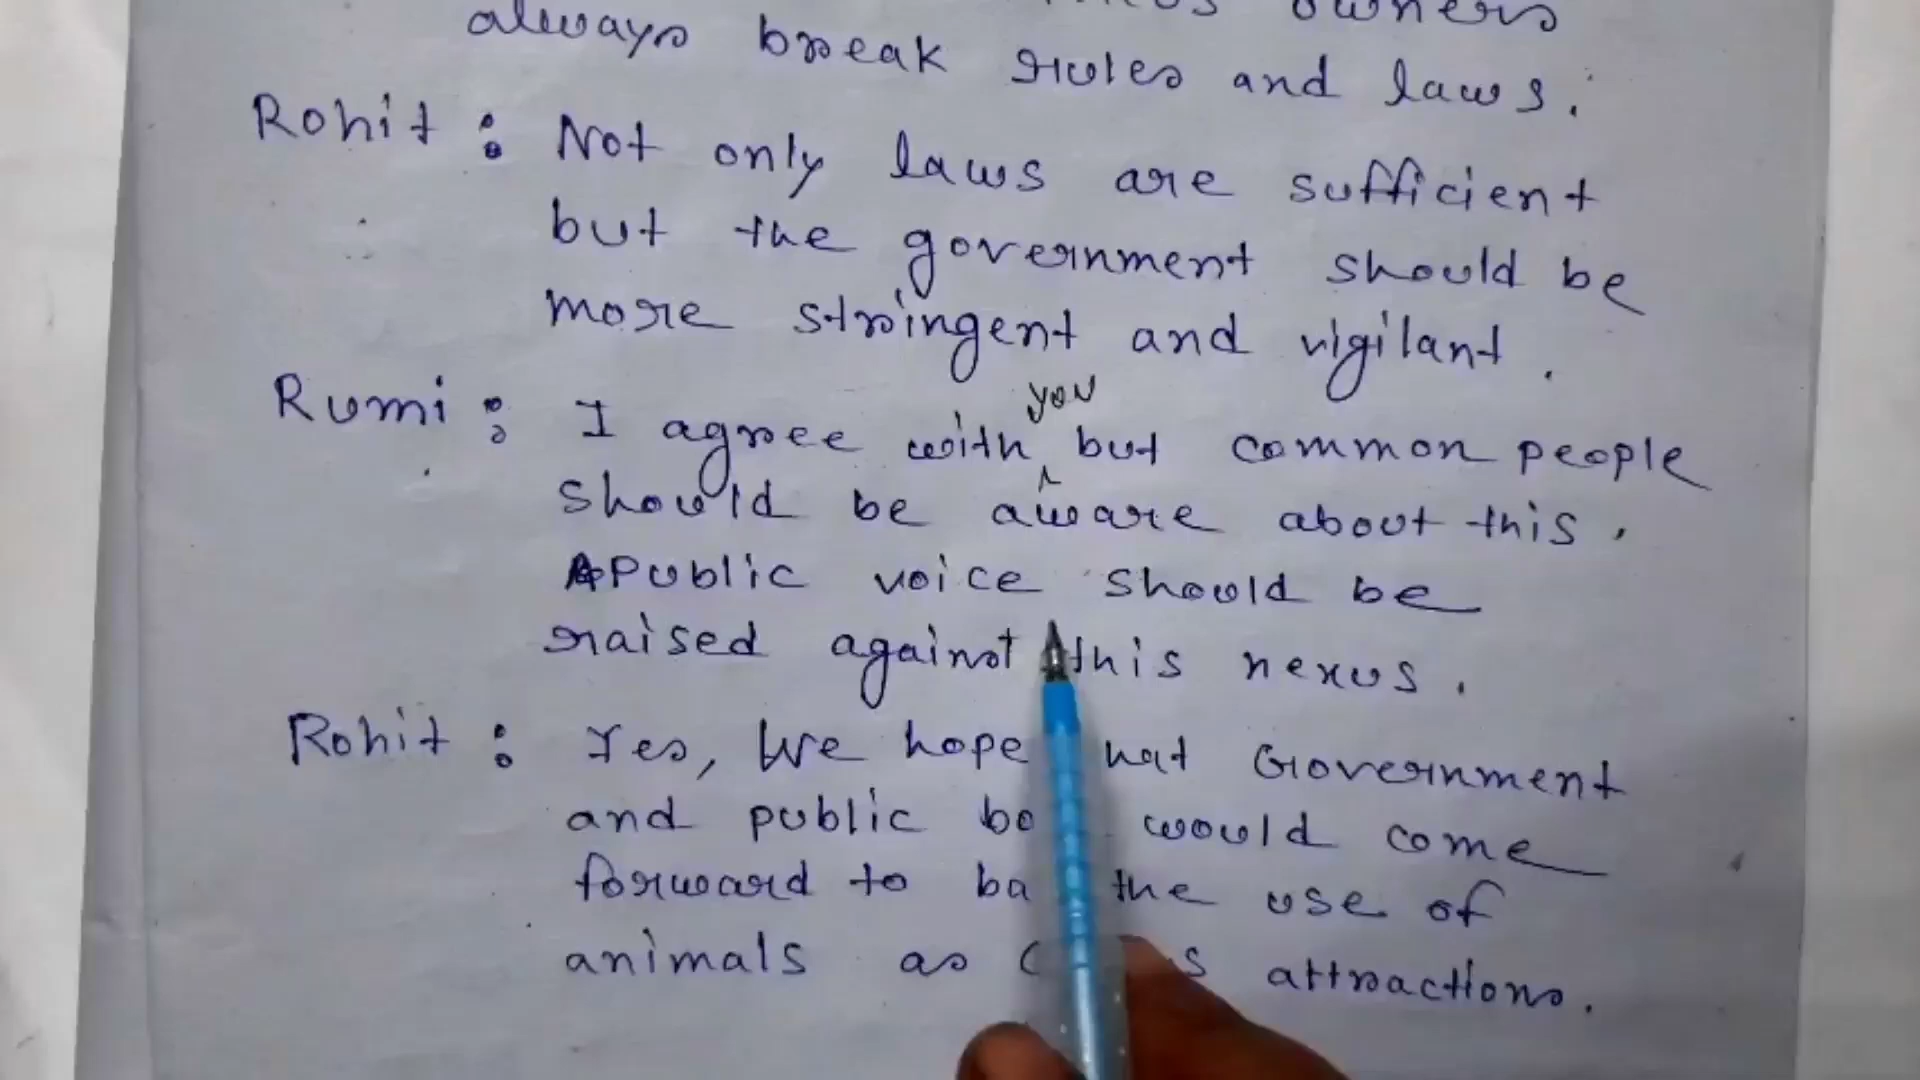 owners
always break rules and laws.
Rohit : Not only laws are sufficient
but the government should be
more stringent and vigilant.
Rumi : I agree with you but common people
should be aware about this.
Public voice should be
raised against this nexus.
Rohit : Yes, We hope Government
and public would come
forward to the use of
animals as attractions.